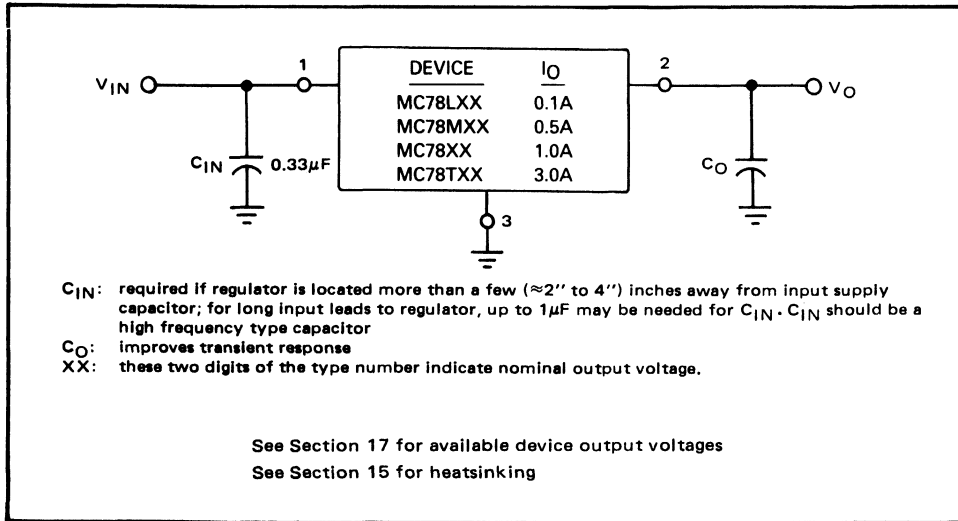 DEVICE IO
MC78LXX 0.1A
MC78MXX 0.5A
MC78XX 1.0A
MC78TXX 3.0A
VIN
1
2
VO
CIN 0.33μF
CO
3
CIN: required if regulator is located more than a few (≈2″ to 4″) inches away from input supply
capacitor; for long input leads to regulator, up to 1μF may be needed for CIN. CIN should be a
high frequency type capacitor
CO: improves transient response
XX: these two digits of the type number indicate nominal output voltage.
See Section 17 for available device output voltages
See Section 15 for heatsinking